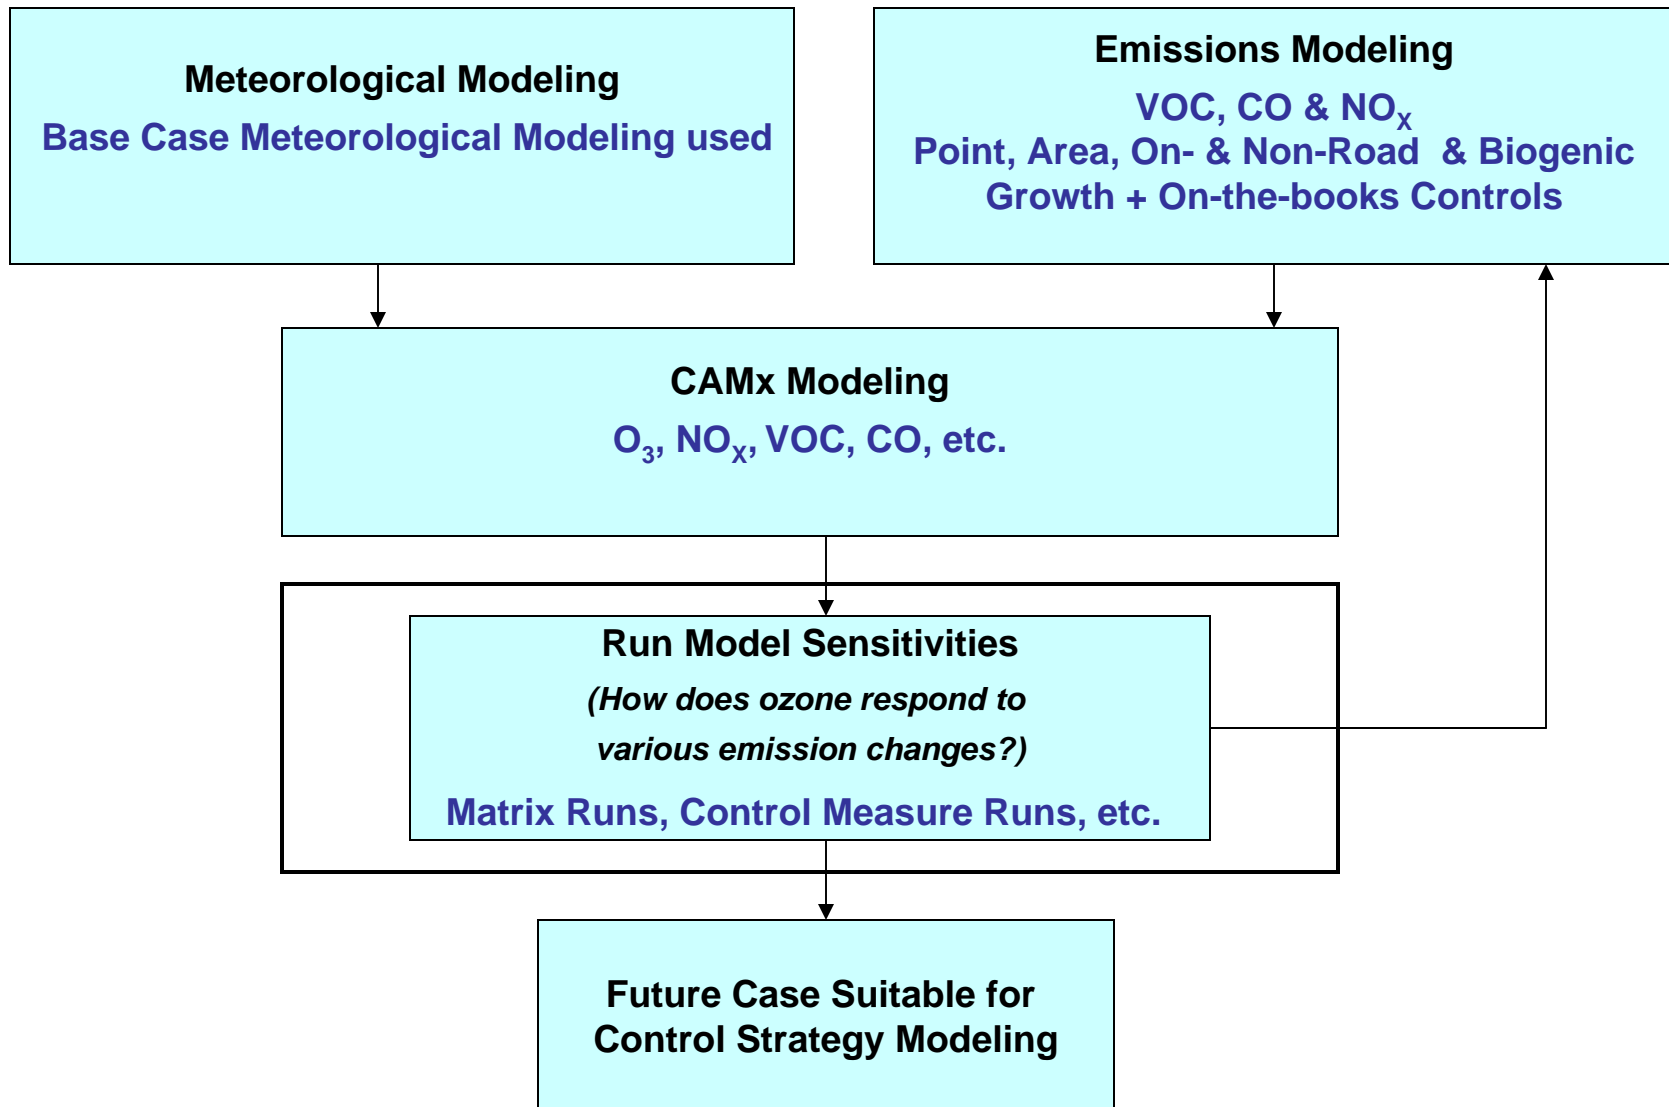 Meteorological Modeling
Base Case Meteorological Modeling used
Emissions Modeling
VOC, CO & NOX
Point, Area, On- & Non-Road & Biogenic
Growth + On-the-books Controls
CAMx Modeling
O3, NOX, VOC, CO, etc.
Run Model Sensitivities
(How does ozone respond to
various emission changes?)
Matrix Runs, Control Measure Runs, etc.
Future Case Suitable for
Control Strategy Modeling